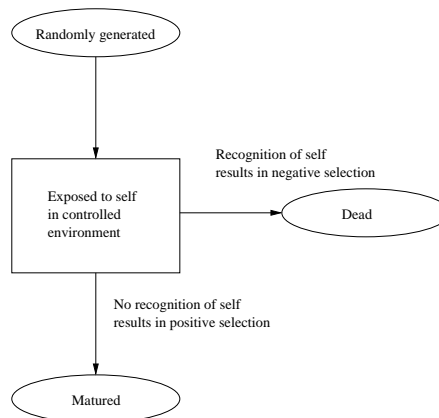 Randomly generated
Recognition of self
results in negative selection
Exposed to self
in controlled
environment
Dead
No recognition of self
results in positive selection
Matured